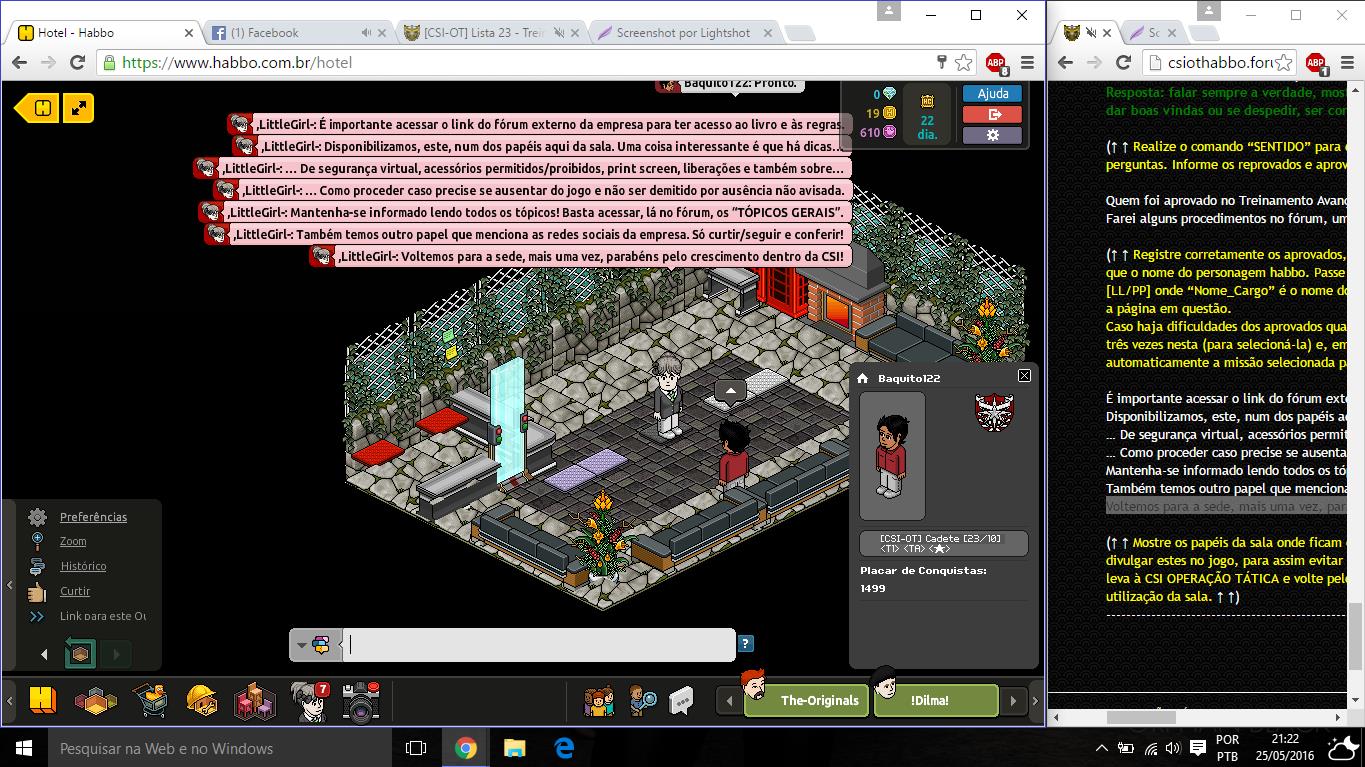 Hotel - Habbo
(1) Facebook
[CSI-OT] Lista 23 - Trei
Screenshot por Lightshot
https://www.habbo.com.br/hotel
csiothabbo.for
Baquito122: Pronto.
,LittleGirl-: É importante acessar o link do fórum externo da empresa para ter acesso ao livro e às regras.
,LittleGirl-: Disponibilizamos, este, num dos papéis aqui da sala. Uma coisa interessante é que há dicas...
,LittleGirl-: ... De segurança virtual, acessórios permitidos/proibidos, print screen, liberações e também sobre...
,LittleGirl-: ... Como proceder caso precise se ausentar do jogo e não ser demitido por ausência não avisada.
,LittleGirl-: Mantenha-se informado lendo todos os tópicos! Basta acessar, lá no fórum, os “TÓPICOS GERAIS”.
,LittleGirl-: Também temos outro papel que menciona as redes sociais da empresa. Só curtir/seguir e conferir!
,LittleGirl-: Voltemos para a sede, mais uma vez, parabéns pelo crescimento dentro da CSI!
0
19
610
22
dia.
Ajuda
Baquito122
[CSI-OT] Cadete [23/10]
<T1> <TA> <★>
Placar de Conquistas:
1499
Preferências
Zoom
Histórico
Curtir
Link para este Qu
?
7
The-Originals
!Dilma!
ABP
8
ABP
1
Resposta: falar sempre a verdade, most
dar boas vindas ou se despedir, ser cor
(↑ ↑ Realize o comando “SENTIDO” para
perguntas. Informe os reprovados e aprov
Quem foi aprovado no Treinamento Avanç
Farei alguns procedimentos no fórum, um
(↑ ↑ Registre corretamente os aprovados,
que o nome do personagem habbo. Passe
[LL/PP] onde “Nome_Cargo” é o nome do
a página em questão.
Caso haja dificuldades dos aprovados qua
três vezes nesta (para selecioná-la) e, em
automaticamente a missão selecionada p
É importante acessar o link do fórum exte
Disponibilizamos, este, num dos papéis aq
... De segurança virtual, acessórios permit
... Como proceder caso precise se ausenta
Mantenha-se informado lendo todos os tóp
Também temos outro papel que menciona
Voltemos para a sede, mais uma vez, par
(↑ ↑ Mostre os papéis da sala onde ficam
divulgar estes no jogo, para assim evitar
leva à CSI OPERAÇÃO TÁTICA e volte pel
utilização da sala. ↑ ↑)
Pesquisar na Web e no Windows
POR
PTB
21:22
25/05/2016